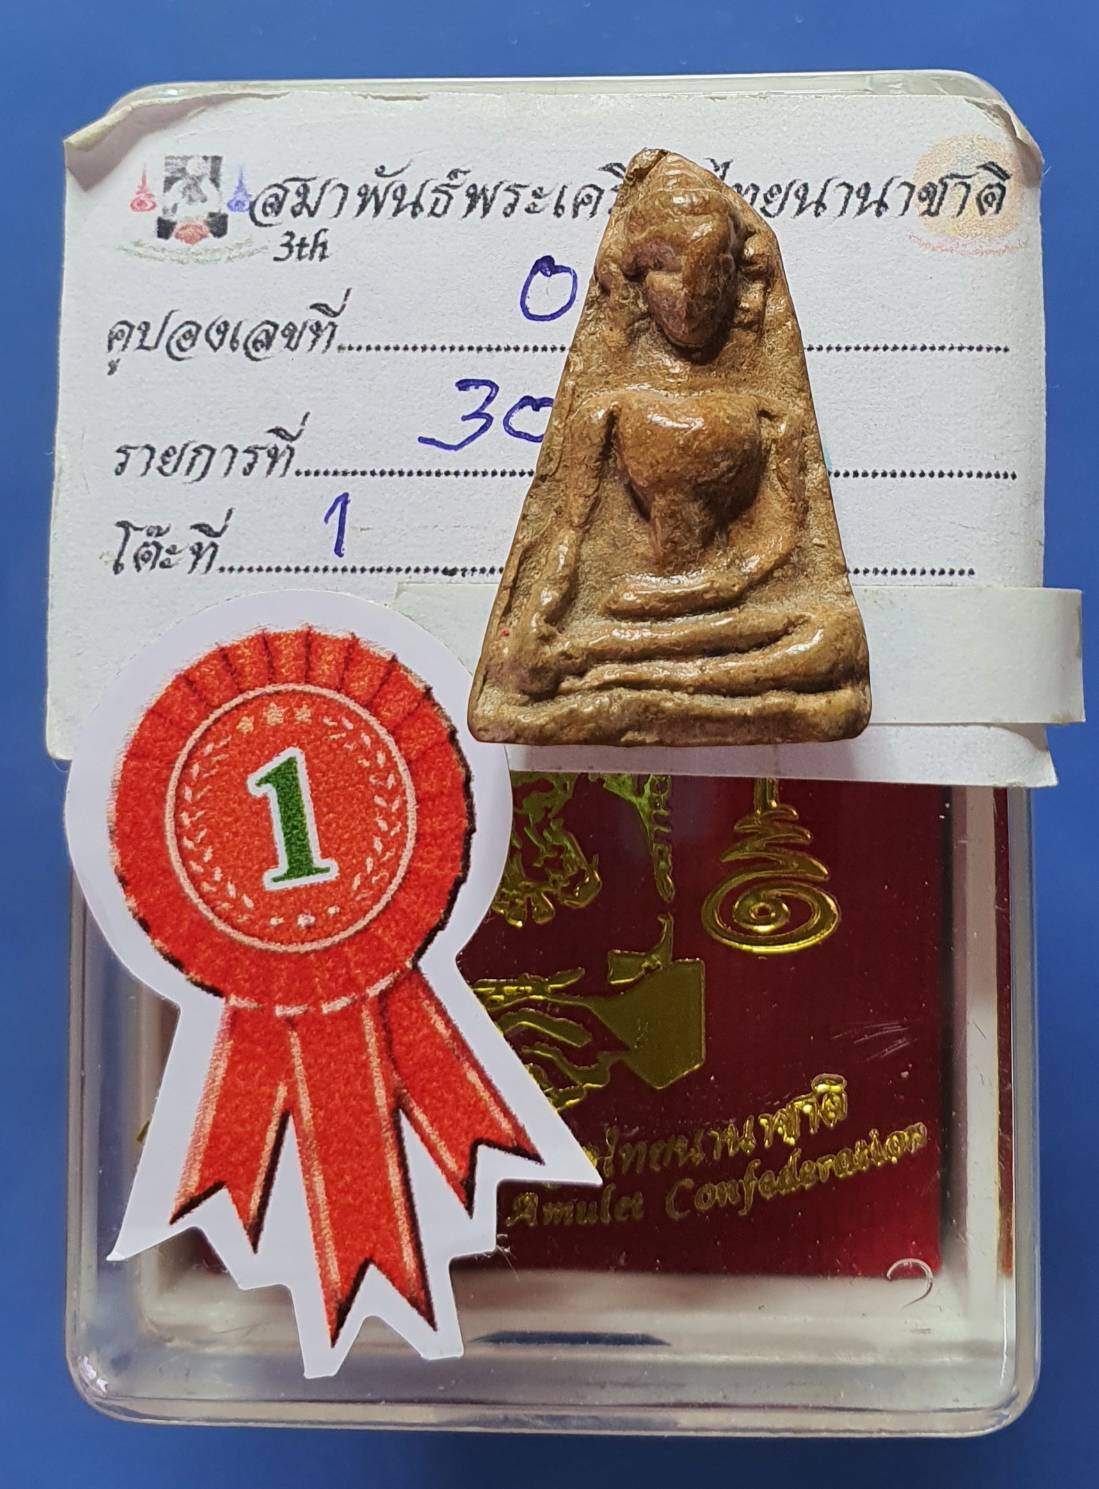 สมาพันธ์พระเค ไทยนานาชาติ
3th
คูปองเลขที่ 0
รายการที่ 30
โต๊ะที่ 1
1
ไทยนานาชาติ
Amulet Confederation